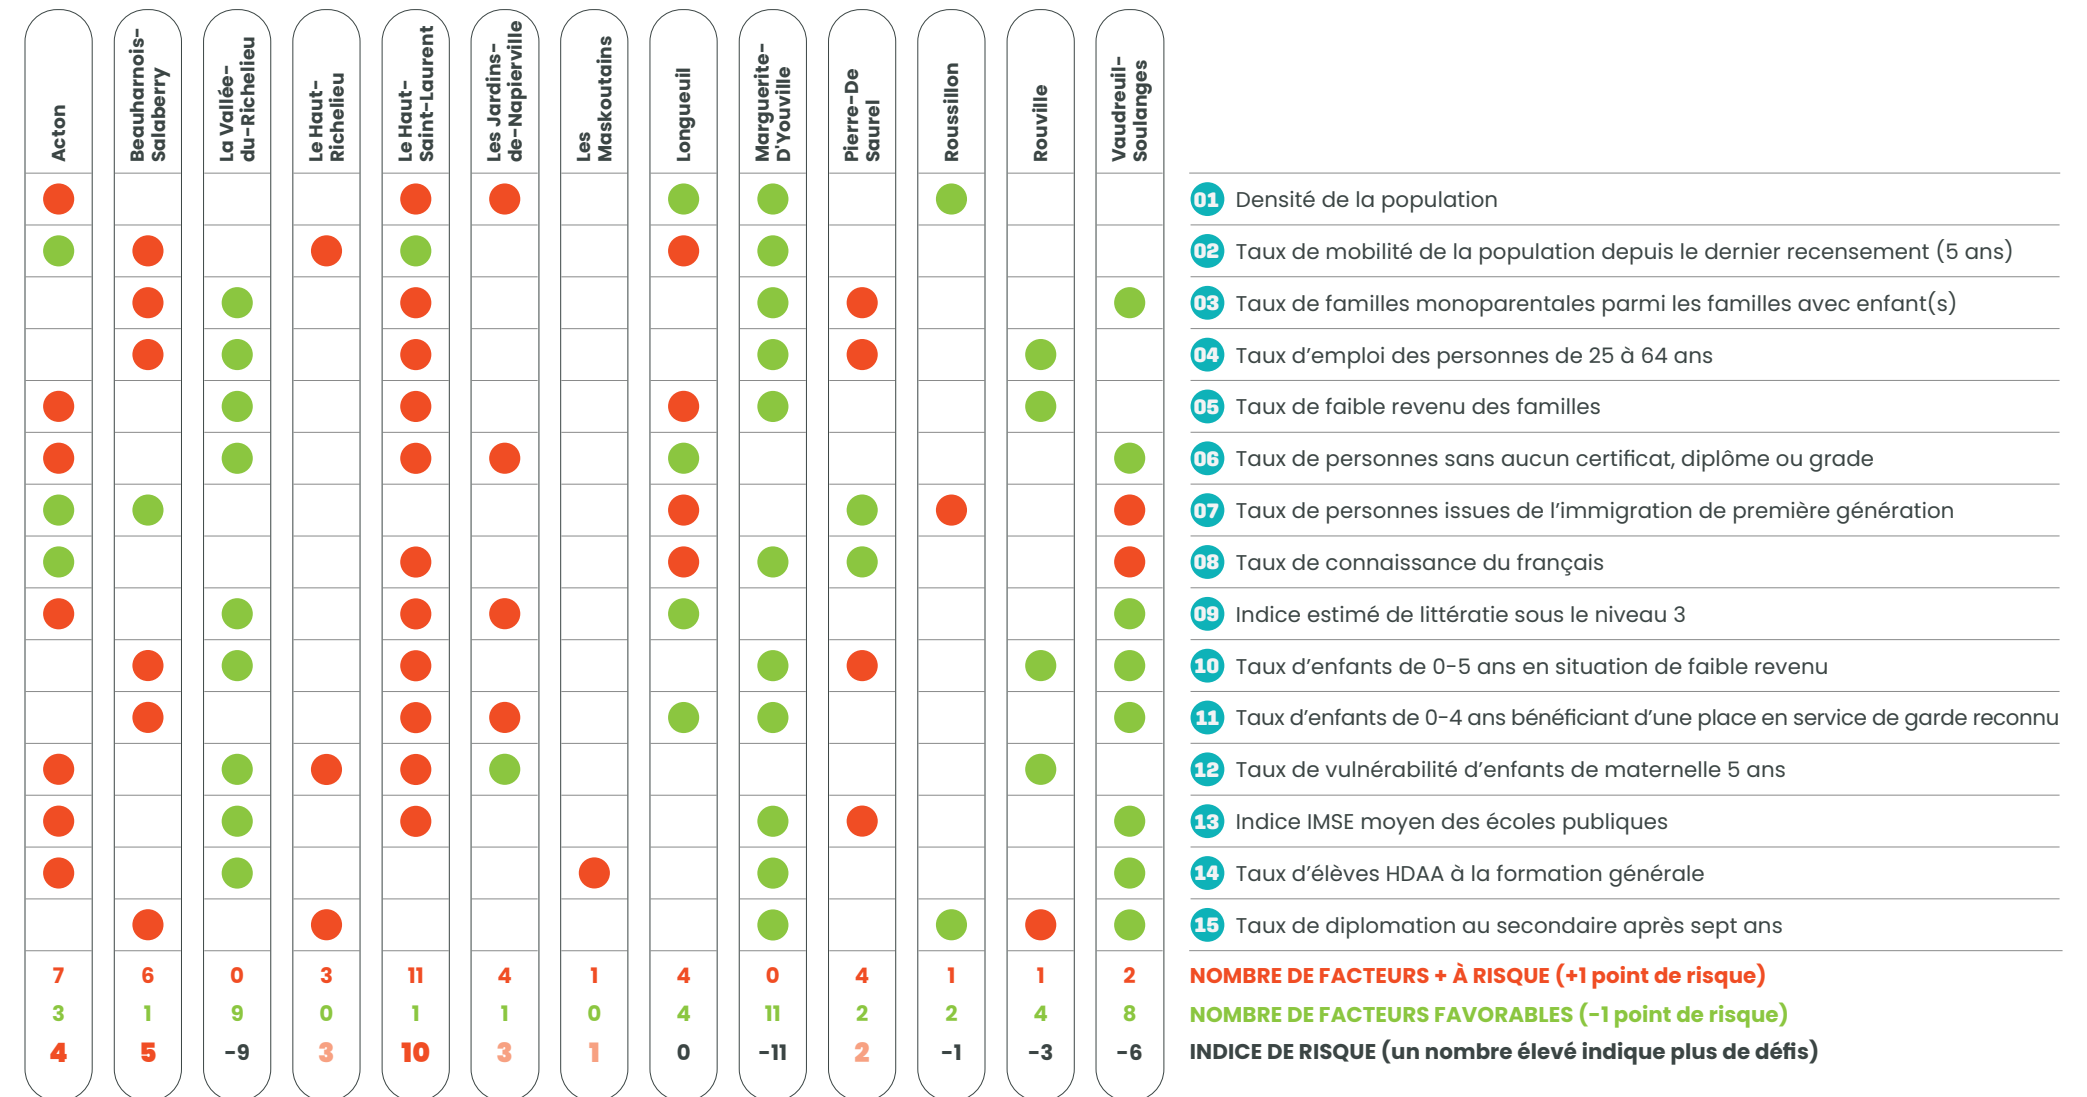 Acton
Beauharnois-
Salaberry
La Vallée-
du-Richelieu
Le Haut-
Richelieu
Le Haut-
Saint-Laurent
Les Jardins-
de-Napierville
Les
Maskoutains
Longueuil
Marguerite-
D'Youville
Pierre-De
Saurel
Roussillon
Rouville
Vaudreuil-
Soulanges
01 Densité de la population
02 Taux de mobilité de la population depuis le dernier recensement (5 ans)
03 Taux de familles monoparentales parmi les familles avec enfant(s)
04 Taux d’emploi des personnes de 25 à 64 ans
05 Taux de faible revenu des familles
06 Taux de personnes sans aucun certificat, diplôme ou grade
07 Taux de personnes issues de l’immigration de première génération
08 Taux de connaissance du français
09 Indice estimé de littératie sous le niveau 3
10 Taux d’enfants de 0-5 ans en situation de faible revenu
11 Taux d’enfants de 0-4 ans bénéficiant d’une place en service de garde reconnu
12 Taux de vulnérabilité d’enfants de maternelle 5 ans
13 Indice IMSE moyen des écoles publiques
14 Taux d’élèves HDAA à la formation générale
15 Taux de diplomation au secondaire après sept ans
7 6 0 3 11 4 1 4 0 4 1 1 2 NOMBRE DE FACTEURS + À RISQUE (+1 point de risque)
3 1 9 0 1 1 0 4 11 2 2 4 8 NOMBRE DE FACTEURS FAVORABLES (-1 point de risque)
4 5 -9 3 10 3 1 0 -11 2 -1 -3 -6 INDICE DE RISQUE (un nombre élevé indique plus de défis)